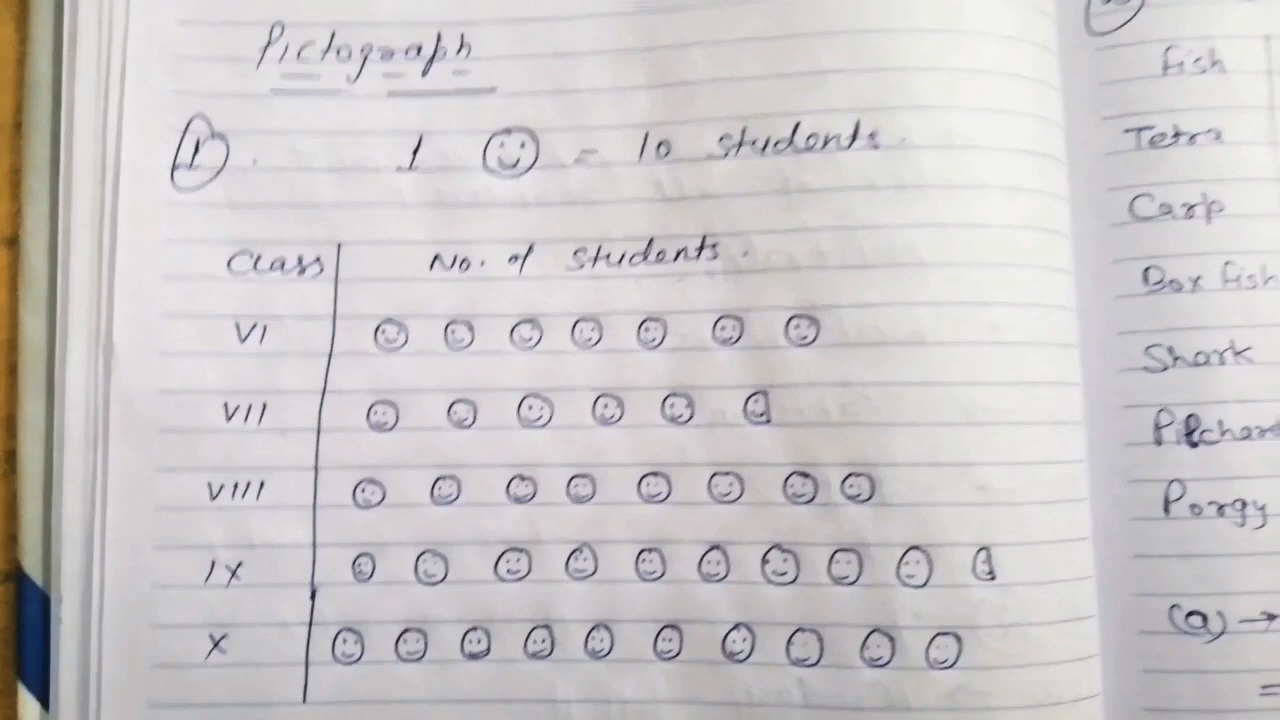 Pictograph
1. 1 ☺ = 10 students.
Class No. of students.
VI
VII
VIII
IX
X
fish
Tetra
Carp
Box fish
Shark
Porgy
(a) →
=